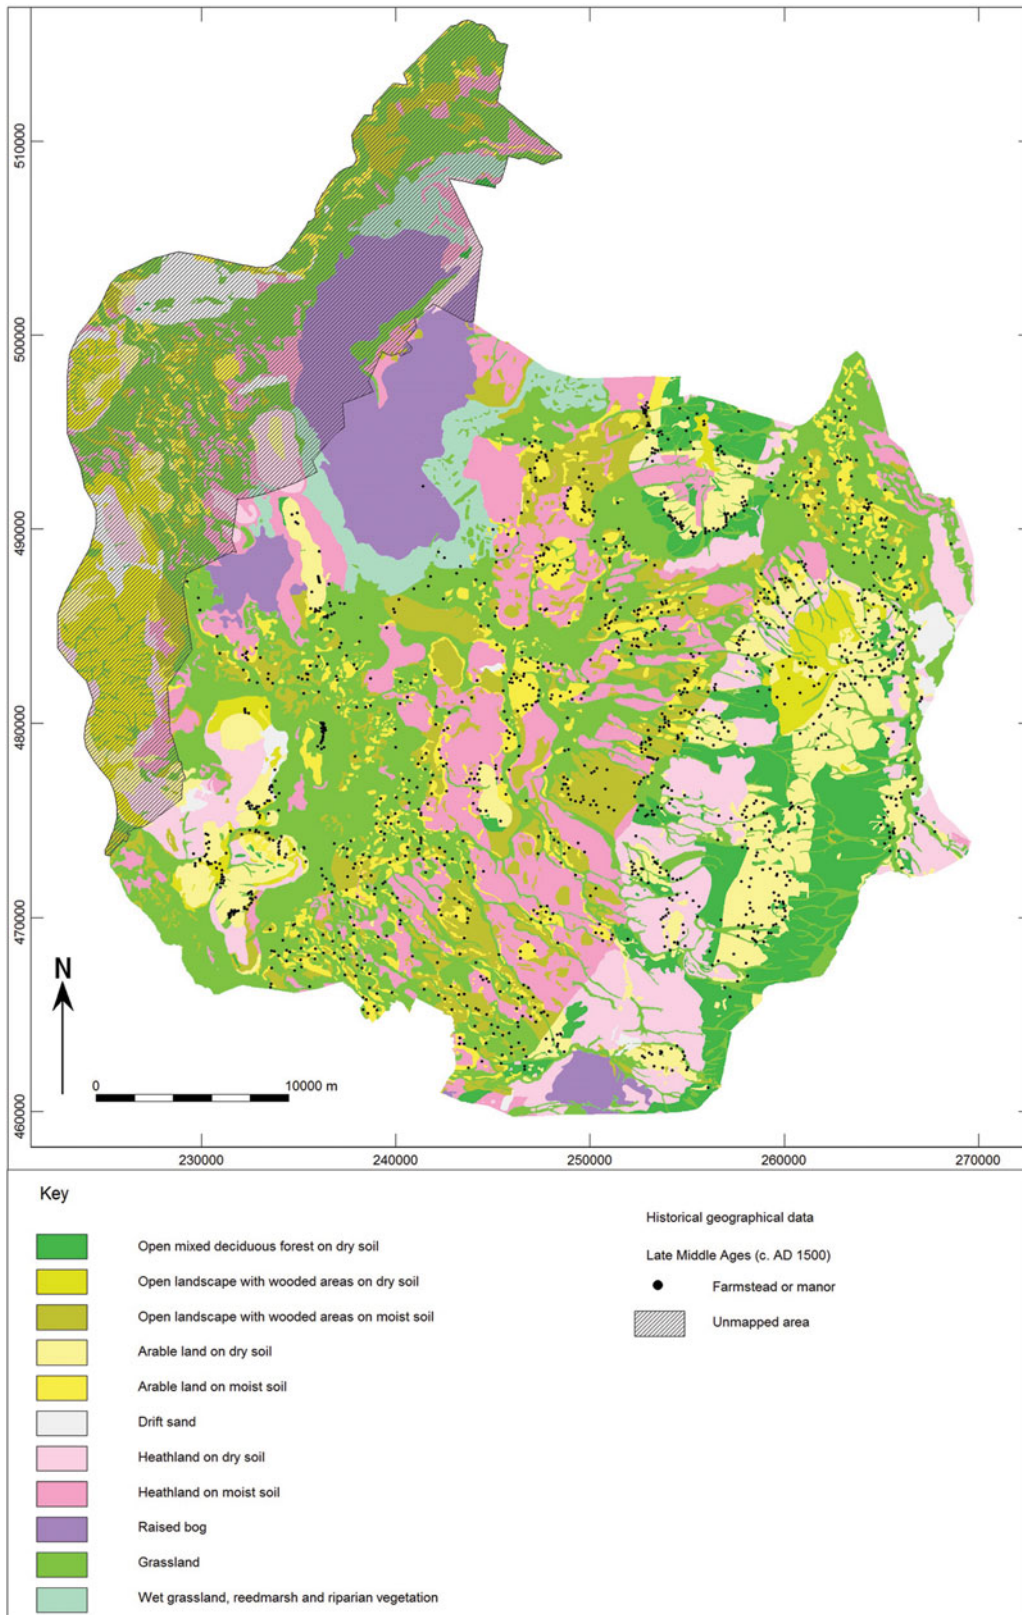 510000
500000
490000
480000
470000
460000
N
0 10000 m
230000 240000 250000 260000 270000
Key
Open mixed deciduous forest on dry soil
Open landscape with wooded areas on dry soil
Open landscape with wooded areas on moist soil
Arable land on dry soil
Arable land on moist soil
Drift sand
Heathland on dry soil
Heathland on moist soil
Raised bog
Grassland
Wet grassland, reedmarsh and riparian vegetation
Historical geographical data
Late Middle Ages (c. AD 1500)
Farmstead or manor
Unmapped area